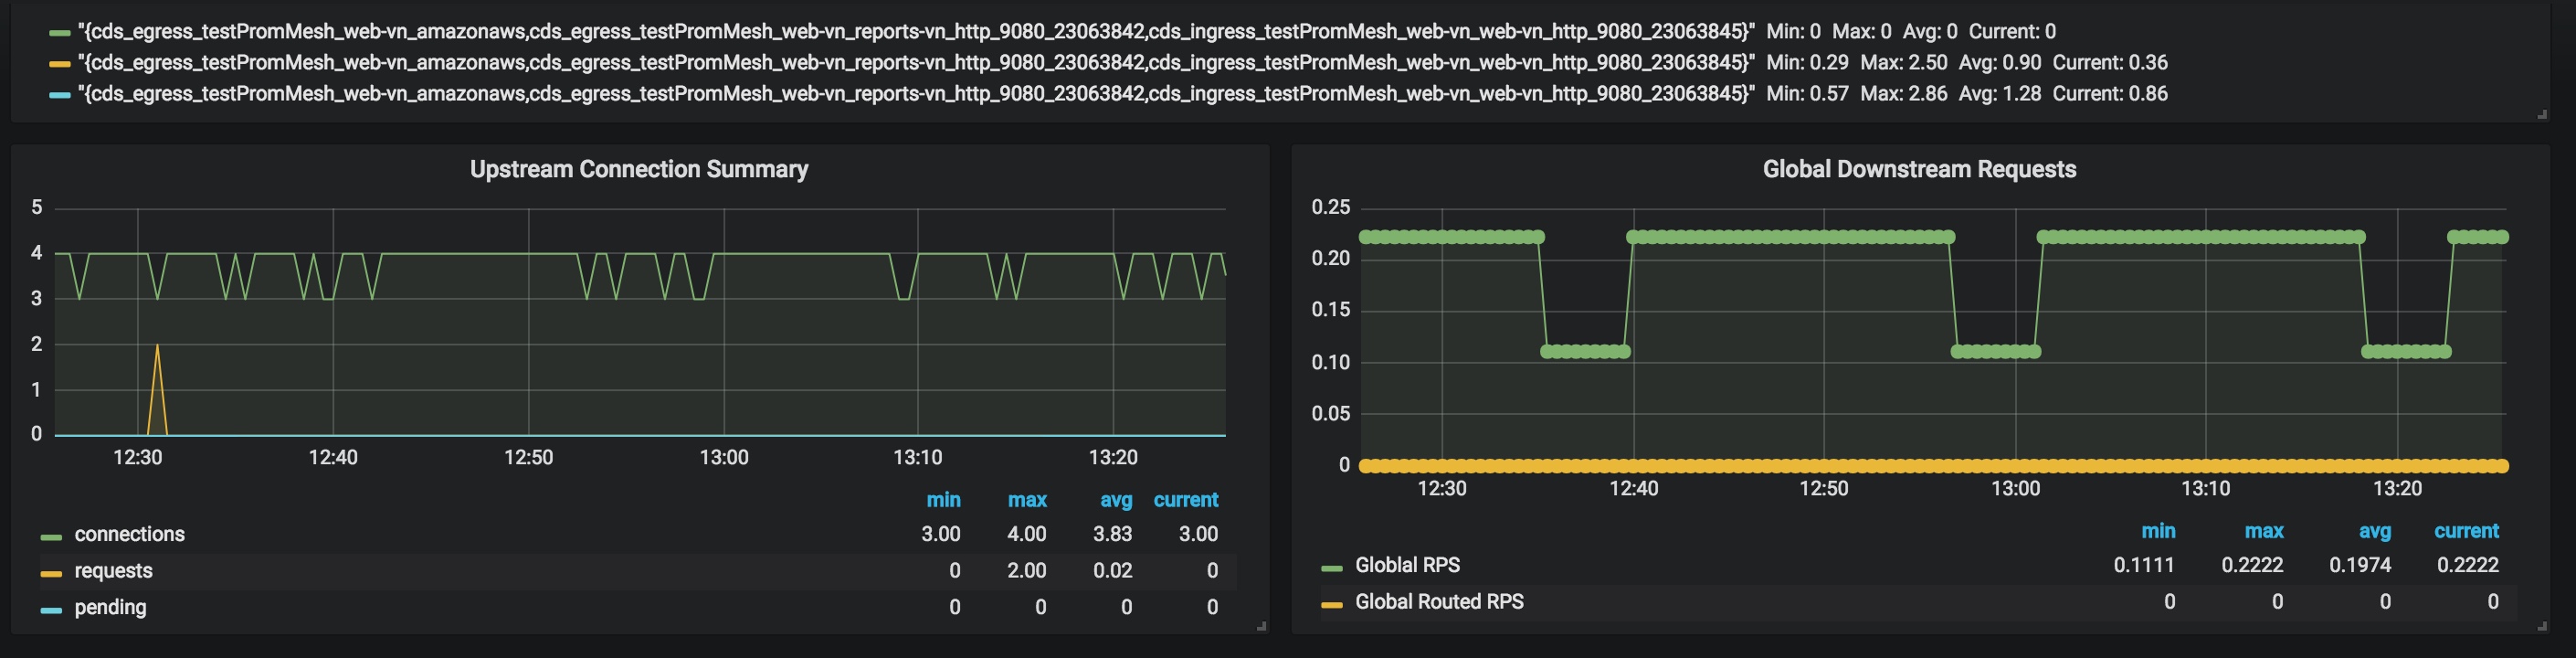 "{cds_egress_testPromMesh_web-vn_amazonaws,cds_egress_testPromMesh_web-vn_reports-vn_http_9080_23063842,cds_ingress_testPromMesh_web-vn_web-vn_http_9080_23063845}" Min: 0 Max: 0 Avg: 0 Current: 0
"{cds_egress_testPromMesh_web-vn_amazonaws,cds_egress_testPromMesh_web-vn_reports-vn_http_9080_23063842,cds_ingress_testPromMesh_web-vn_web-vn_http_9080_23063845}" Min: 0.29 Max: 2.50 Avg: 0.90 Current: 0.36
"{cds_egress_testPromMesh_web-vn_amazonaws,cds_egress_testPromMesh_web-vn_reports-vn_http_9080_23063842,cds_ingress_testPromMesh_web-vn_web-vn_http_9080_23063845}" Min: 0.57 Max: 2.86 Avg: 1.28 Current: 0.86
Upstream Connection Summary
5
4
3
2
1
0
12:30 12:40 12:50 13:00 13:10 13:20
min max avg current
connections 3.00 4.00 3.83 3.00
requests 0 2.00 0.02 0
pending 0 0 0 0
Global Downstream Requests
0.25
0.20
0.15
0.10
0.05
0
12:30 12:40 12:50 13:00 13:10 13:20
min max avg current
Globlal RPS 0.1111 0.2222 0.1974 0.2222
Global Routed RPS 0 0 0 0